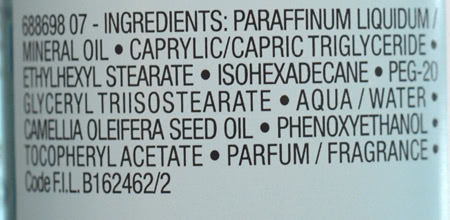 688698 07 - INGREDIENTS: PARAFFINUM LIQUIDUM /
MINERAL OIL • CAPRYLIC/CAPRIC TRIGLYCERIDE •
ETHYLHEXYL STEARATE • ISOHEXADECANE • PEG-20
GLYCERYL TRIISOSTEARATE • AQUA / WATER •
CAMELLIA OLEIFERA SEED OIL • PHENOXYETHANOL •
TOCOPHERYL ACETATE • PARFUM / FRAGRANCE •
Code F.I.L. B162462/2